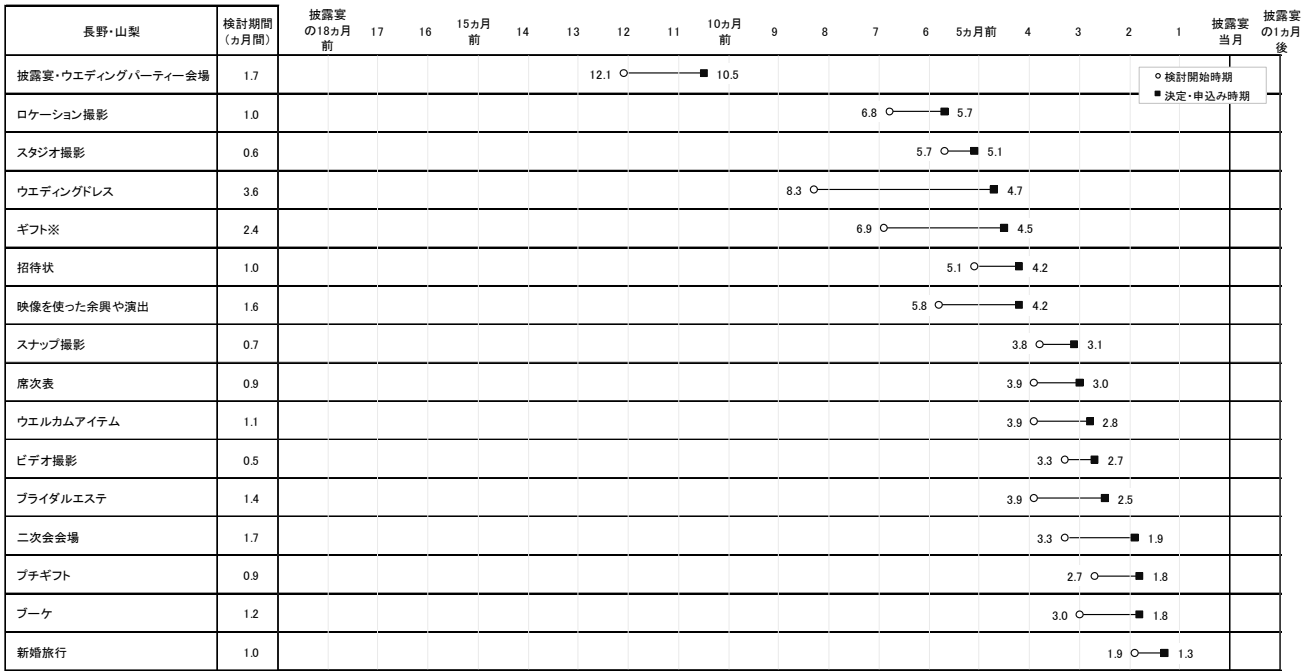 長野・山梨
検討期間
(ヵ月間)
披露宴
の18ヵ月
前
17
16
15ヵ月
前
14
13
12
11
10ヵ月
前
9
8
7
6
5ヵ月前
4
3
2
1
披露宴
当月
披露宴
の1ヵ月
後
○ 検討開始時期
■ 決定・申込み時期
披露宴・ウエディングパーティー会場 1.7 12.1 10.5
ロケーション撮影 1.0 6.8 5.7
スタジオ撮影 0.6 5.7 5.1
ウエディングドレス 3.6 8.3 4.7
ギフト※ 2.4 6.9 4.5
招待状 1.0 5.1 4.2
映像を使った余興や演出 1.6 5.8 4.2
スナップ撮影 0.7 3.8 3.1
席次表 0.9 3.9 3.0
ウエルカムアイテム 1.1 3.9 2.8
ビデオ撮影 0.5 3.3 2.7
ブライダルエステ 1.4 3.9 2.5
二次会会場 1.7 3.3 1.9
プチギフト 0.9 2.7 1.8
ブーケ 1.2 3.0 1.8
新婚旅行 1.0 1.9 1.3